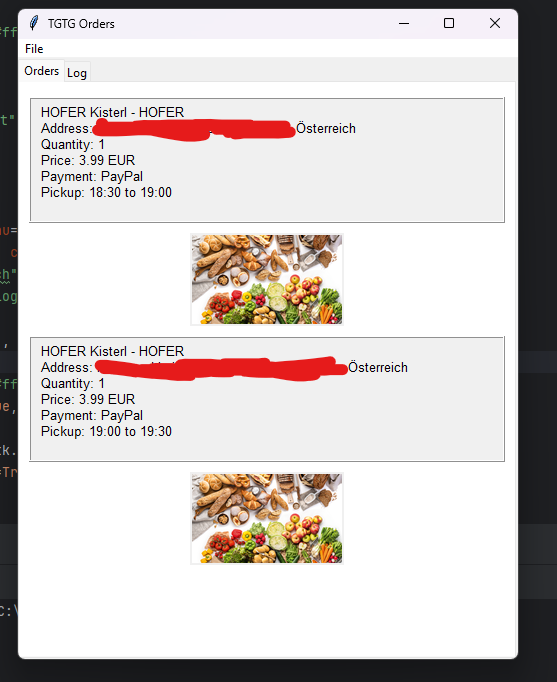 TGTG Orders
File
Orders
Log
HOFER Kisterl - HOFER
Address: Österreich
Quantity: 1
Price: 3.99 EUR
Payment: PayPal
Pickup: 18:30 to 19:00
HOFER Kisterl - HOFER
Address: Österreich
Quantity: 1
Price: 3.99 EUR
Payment: PayPal
Pickup: 19:00 to 19:30